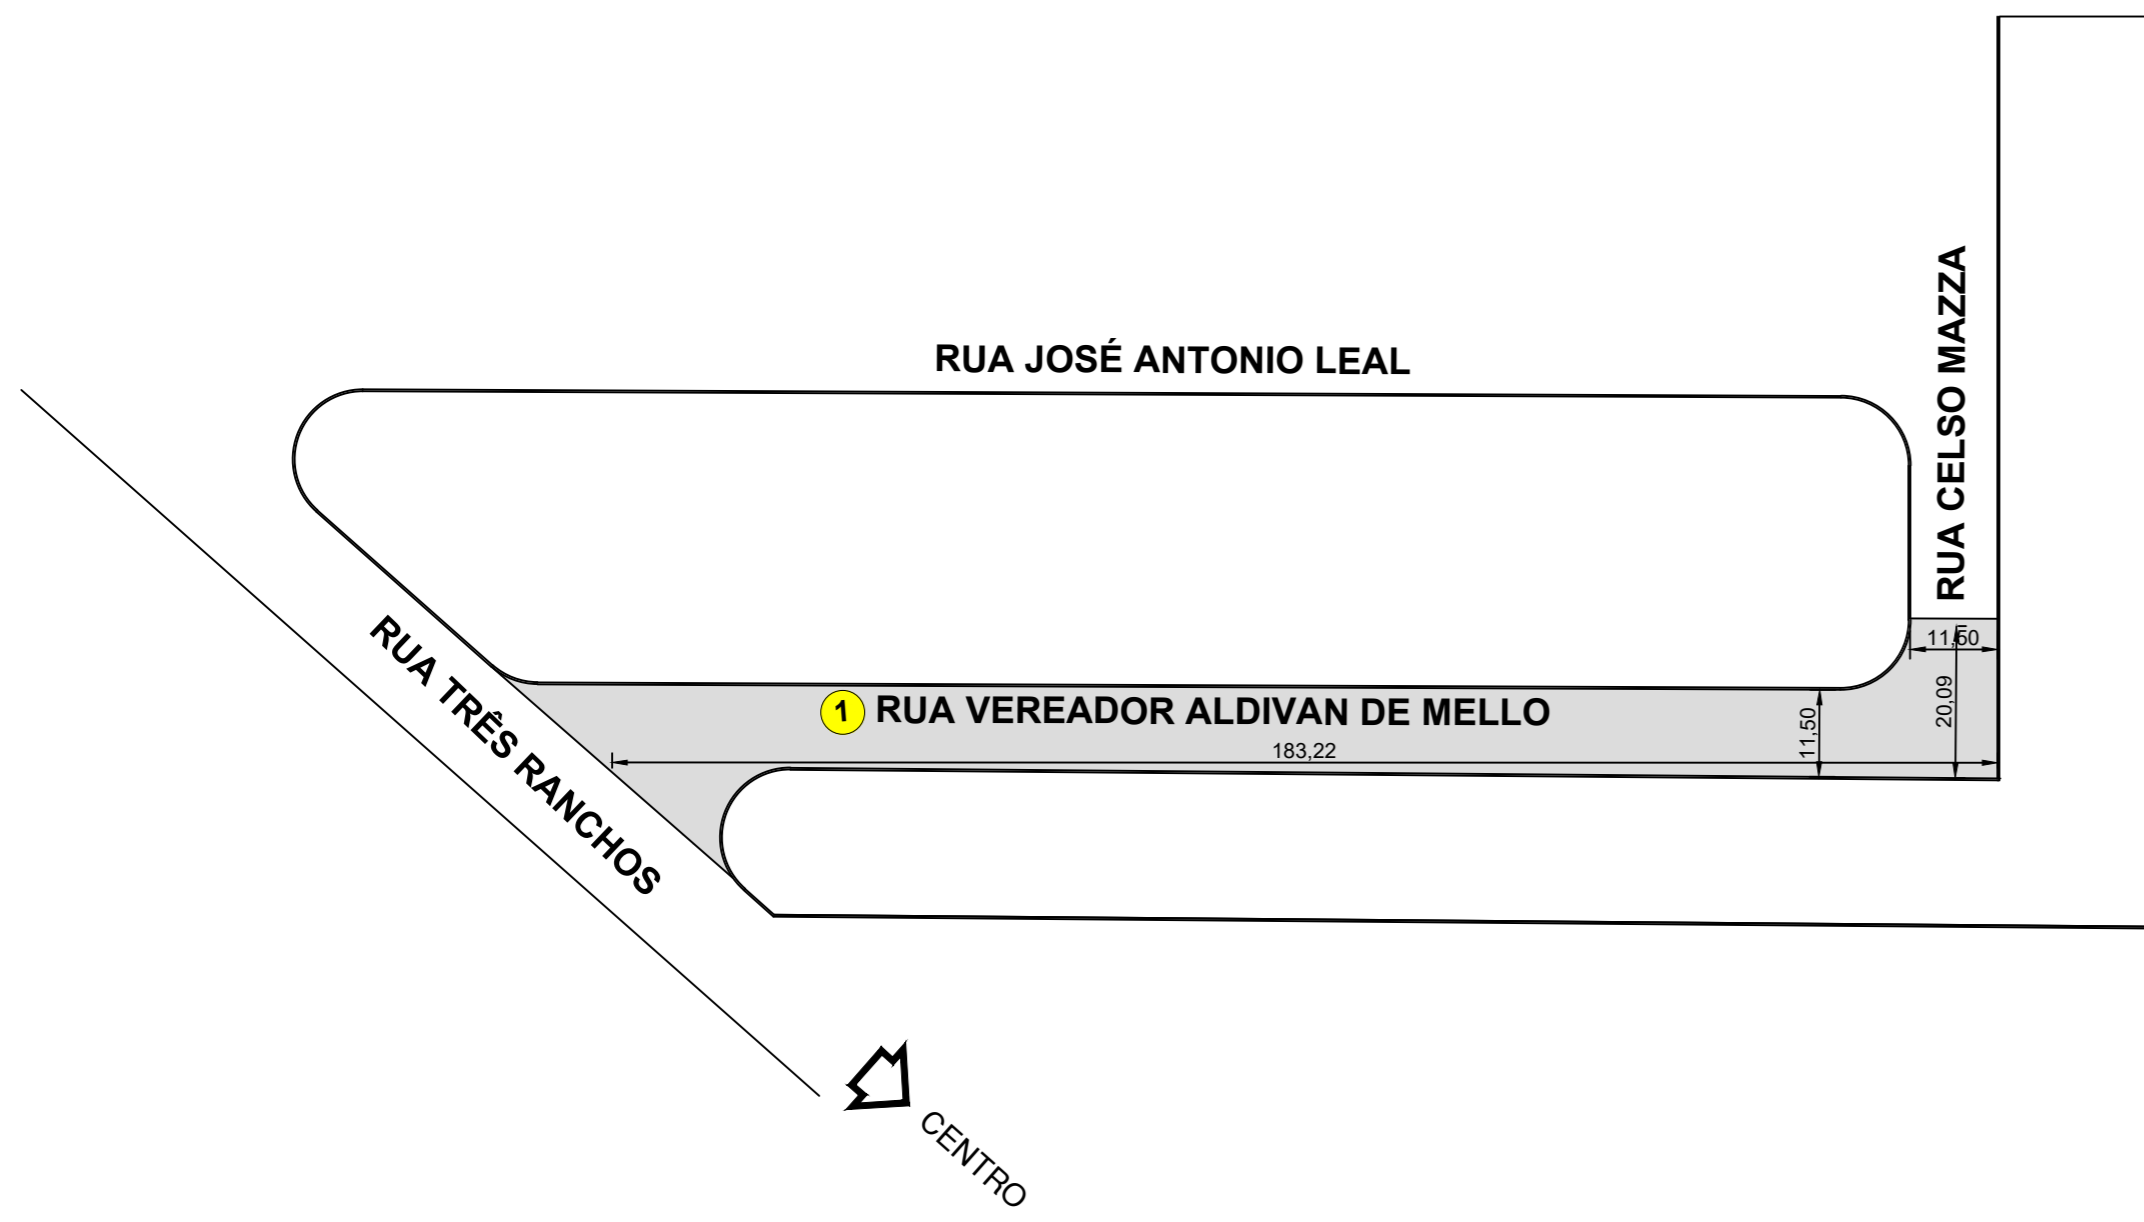 RUA JOSÉ ANTONIO LEAL
RUA CELSO MAZZA
RUA TRÊS RANCHOS
11,50
20,09
1 RUA VEREADOR ALDIVAN DE MELLO
11,50
183,22
CENTRO